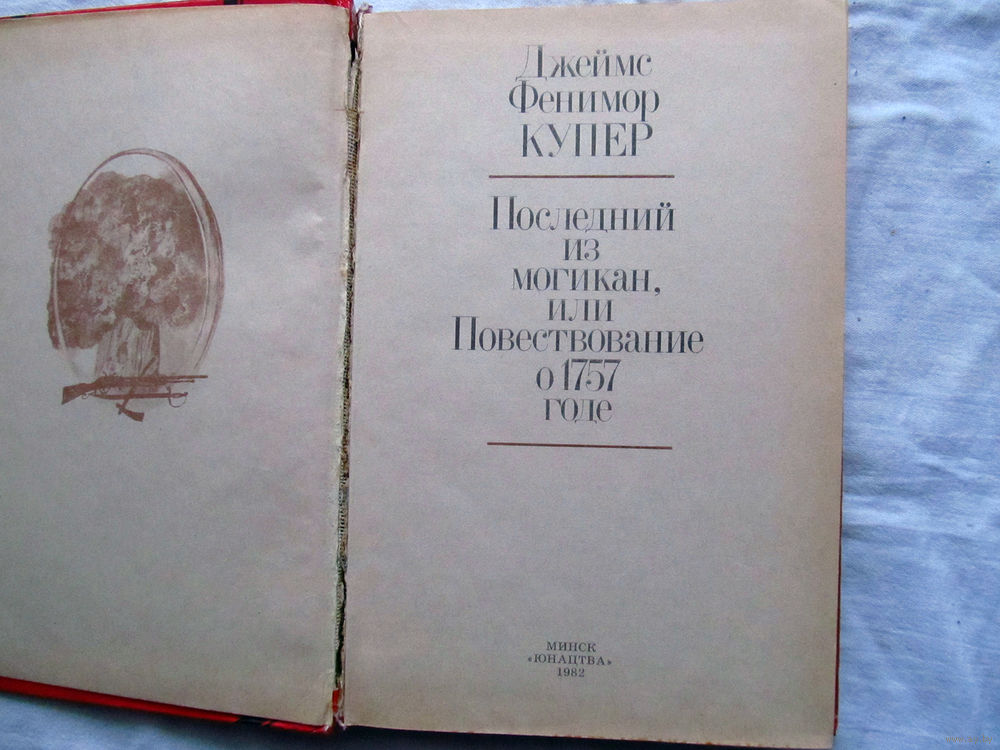 Джеймс
Фенимор
КУПЕР
Последний
из
могикан,
или
Повествование
о 1757
годе
МИНСК
«ЮНАЦТВА»
1982